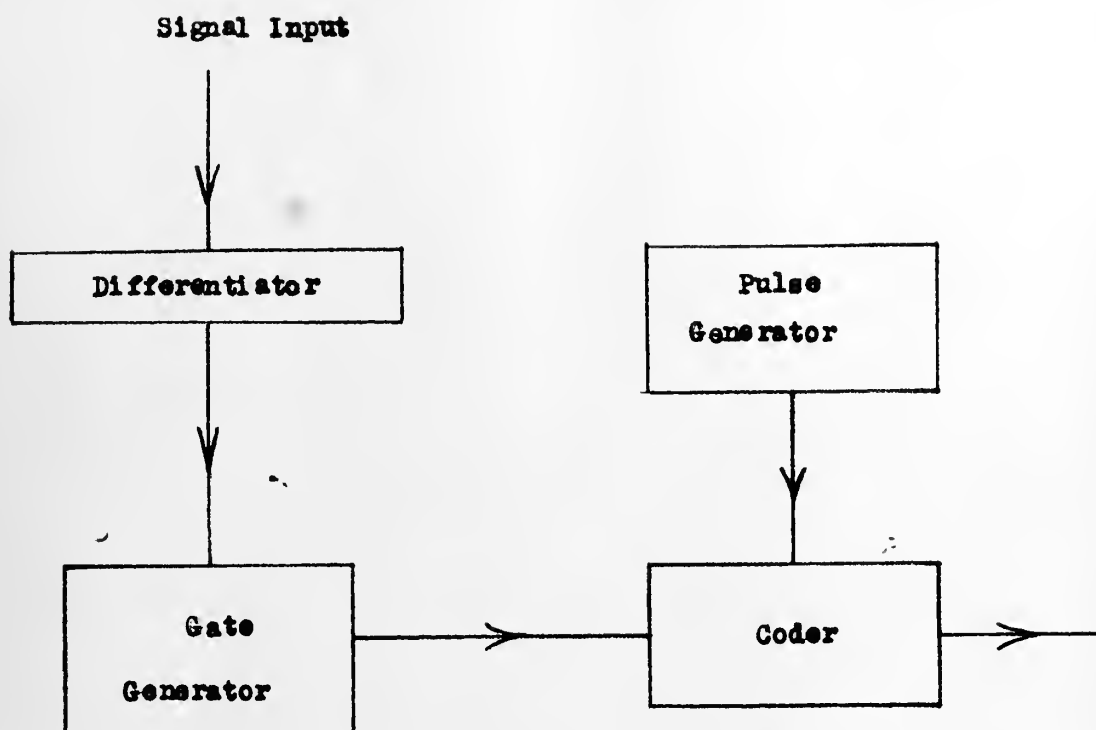 Signal Input
Differentiator
Pulse
Generator
Gate
Generator
Coder